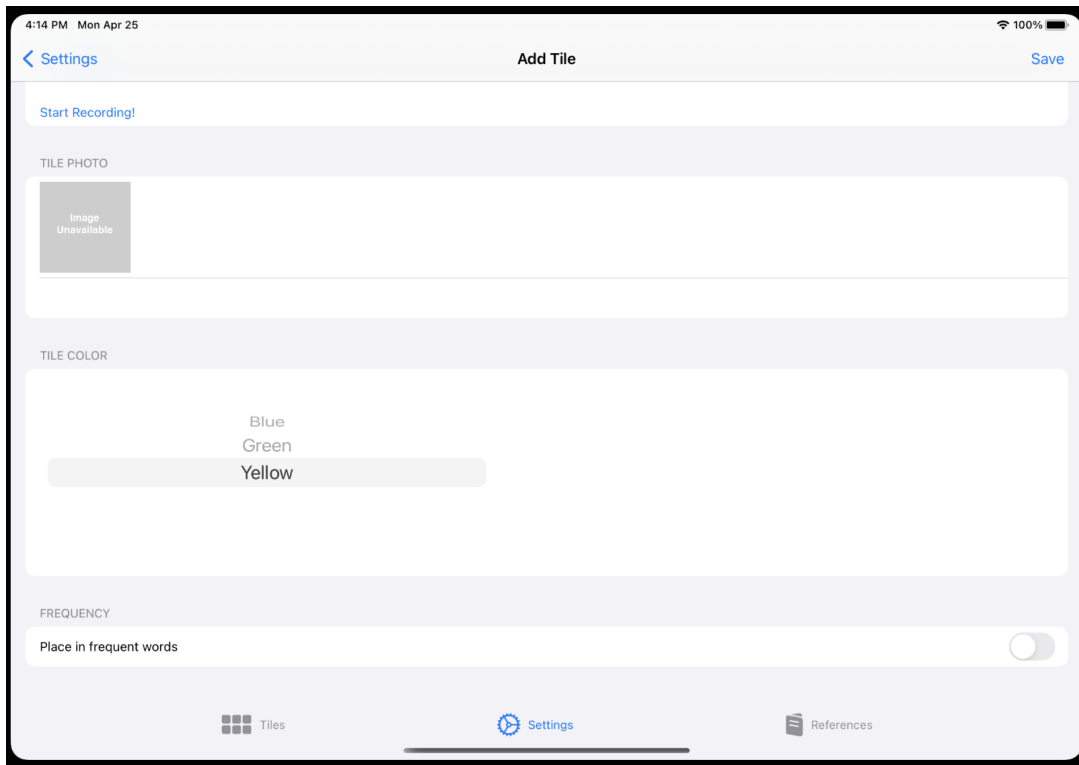 4:14 PM Mon Apr 25 100%
Settings Add Tile Save
Start Recording!
TILE PHOTO
Image
Unavailable
TILE COLOR
Blue
Green
Yellow
FREQUENCY
Place in frequent words
Tiles Settings References